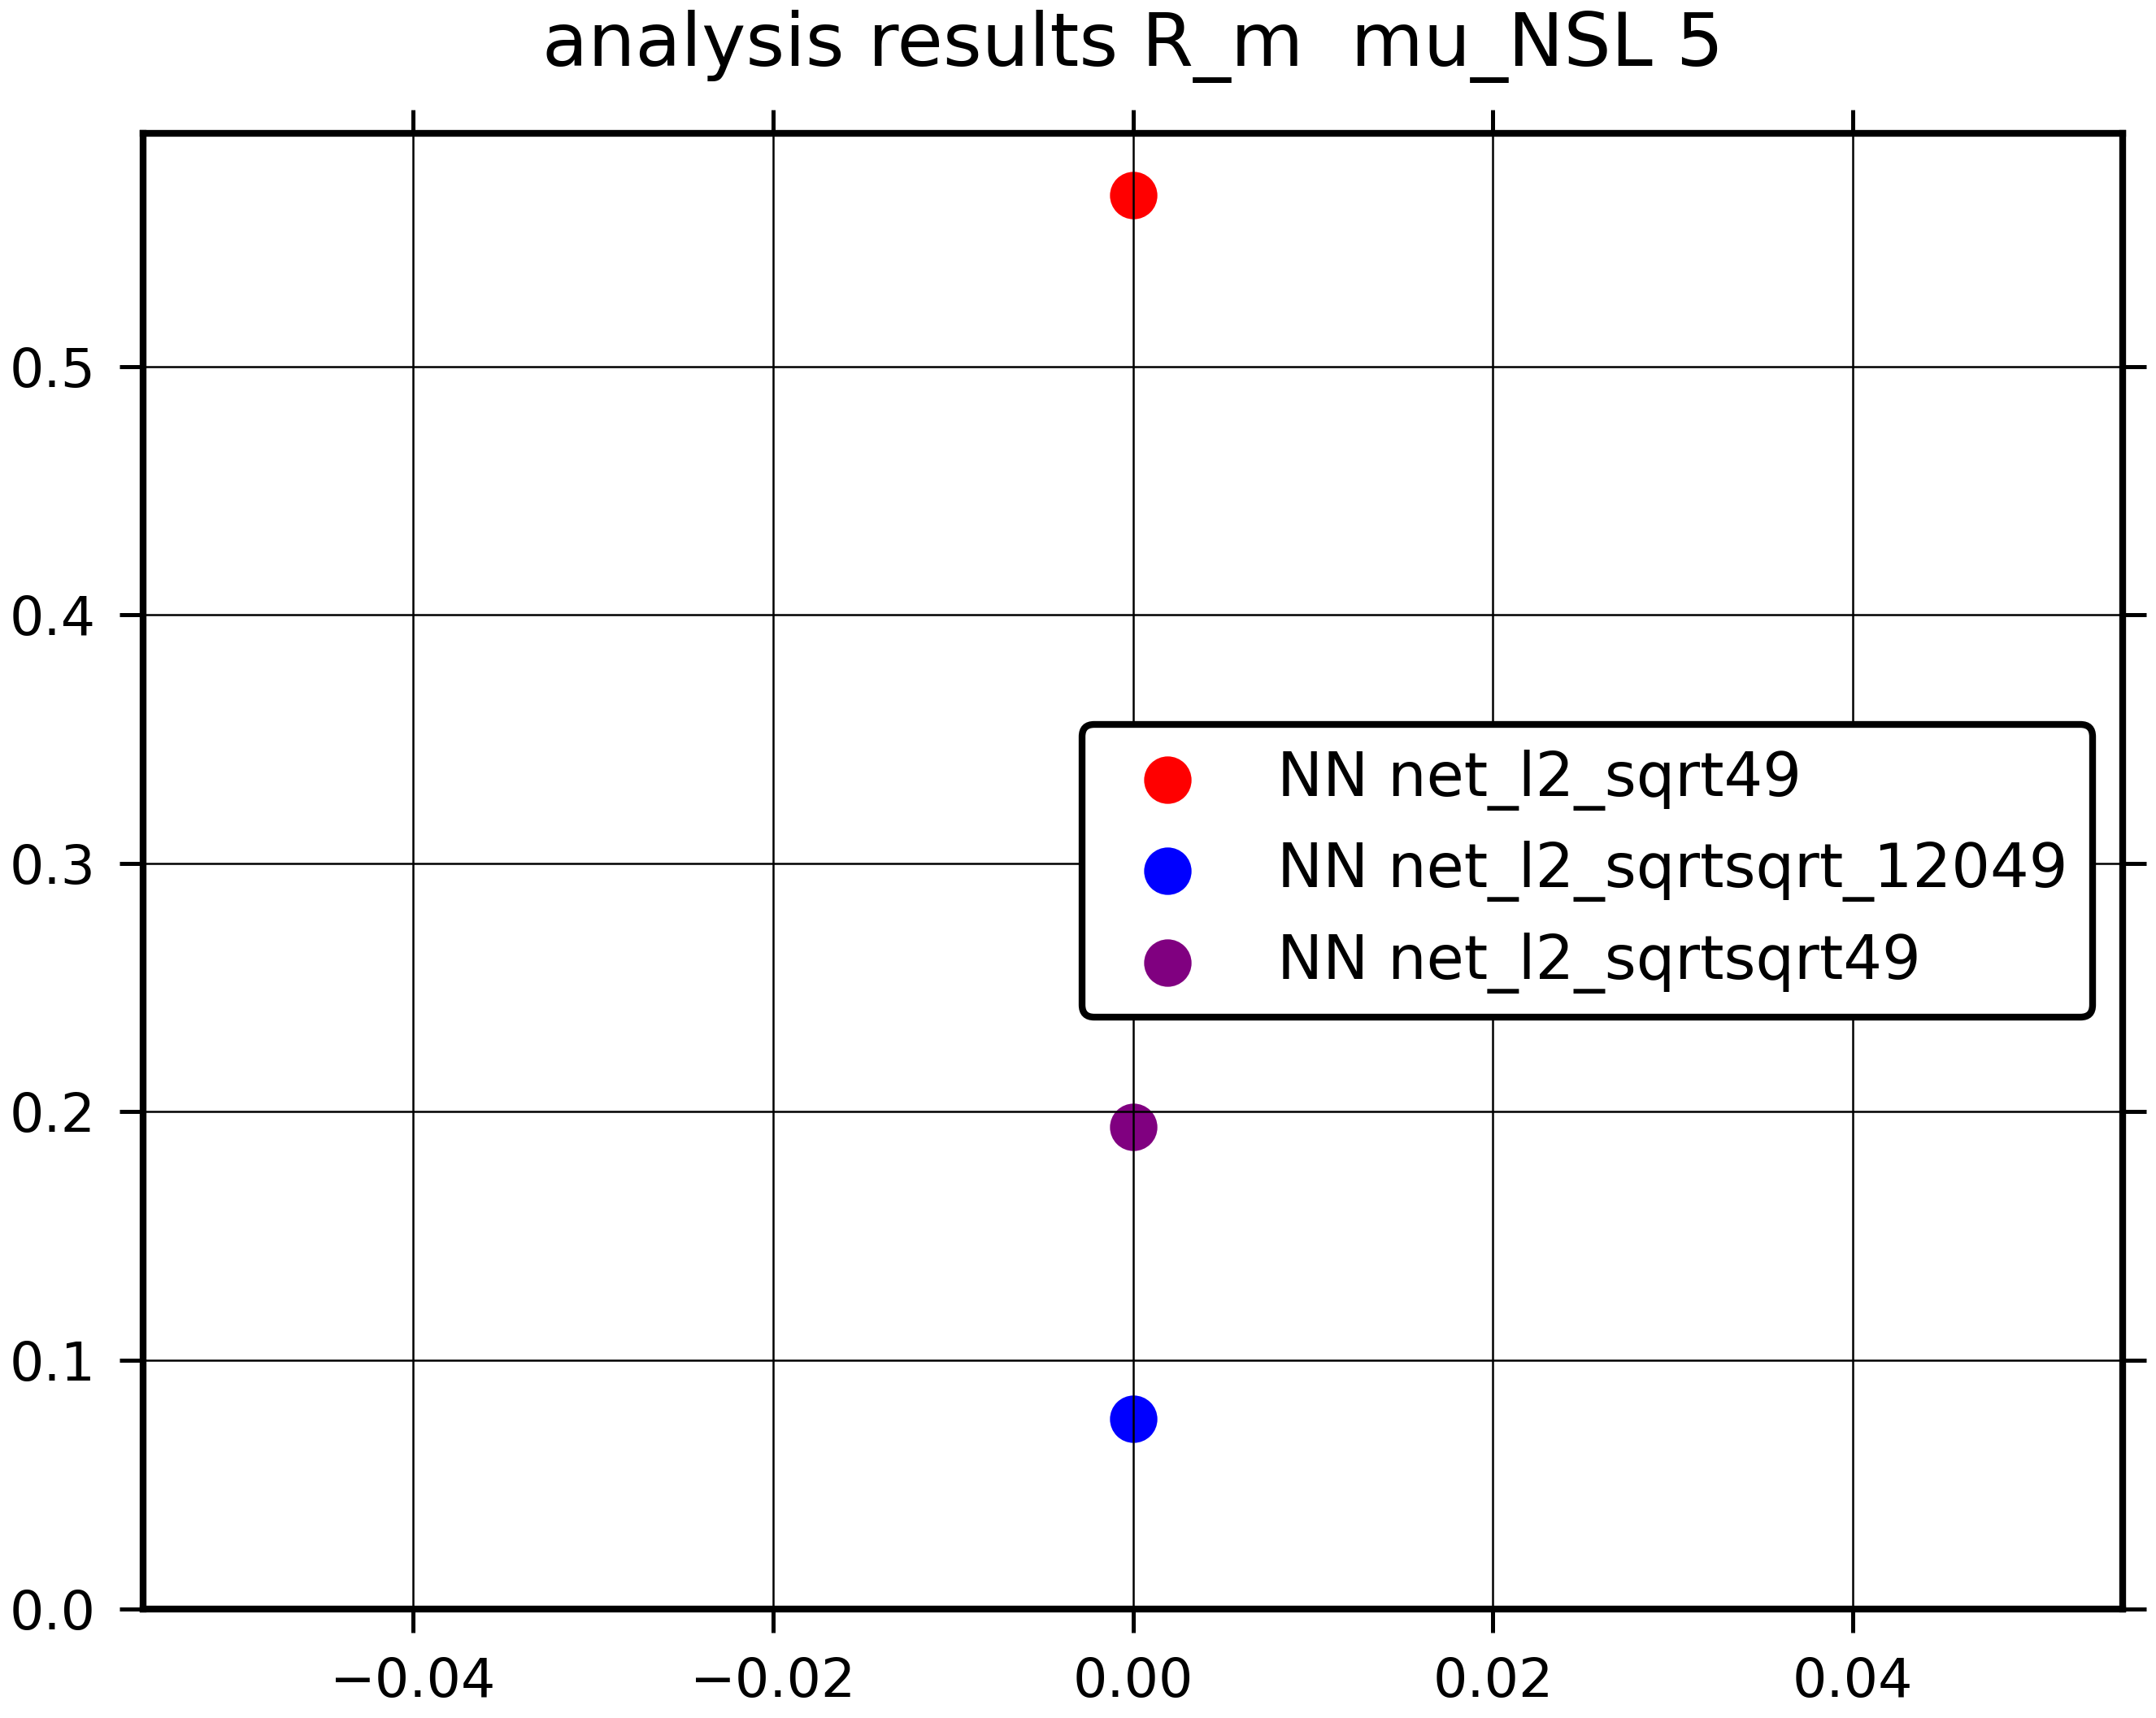 analysis results R_m  mu_NSL 5
0.5
0.4
0.3
0.2
0.1
0.0
NN net_l2_sqrt49
NN net_l2_sqrtsqrt_12049
NN net_l2_sqrtsqrt49
−0.04 −0.02 0.00 0.02 0.04